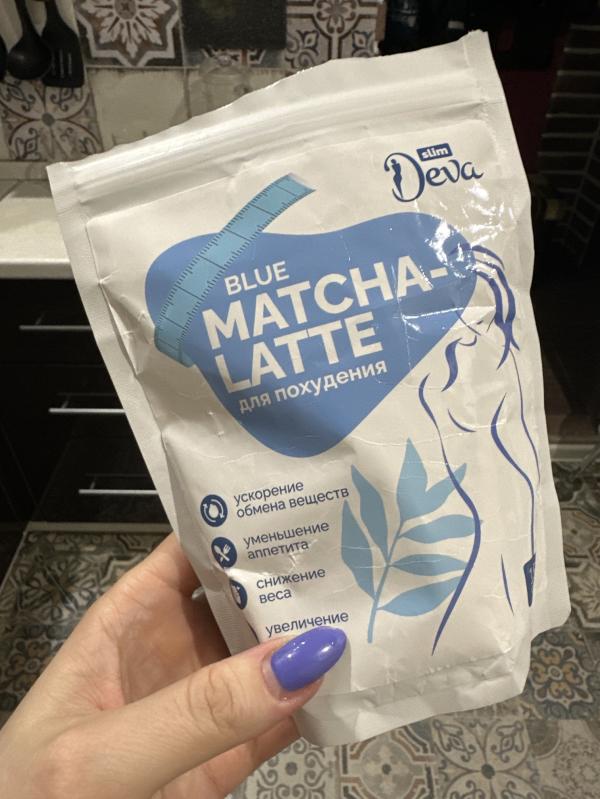 slim
Deva
BLUE
MATCHA-
LATTE
для похудения
ускорение
обмена веществ
уменьшение
аппетита
снижение
веса
увеличение